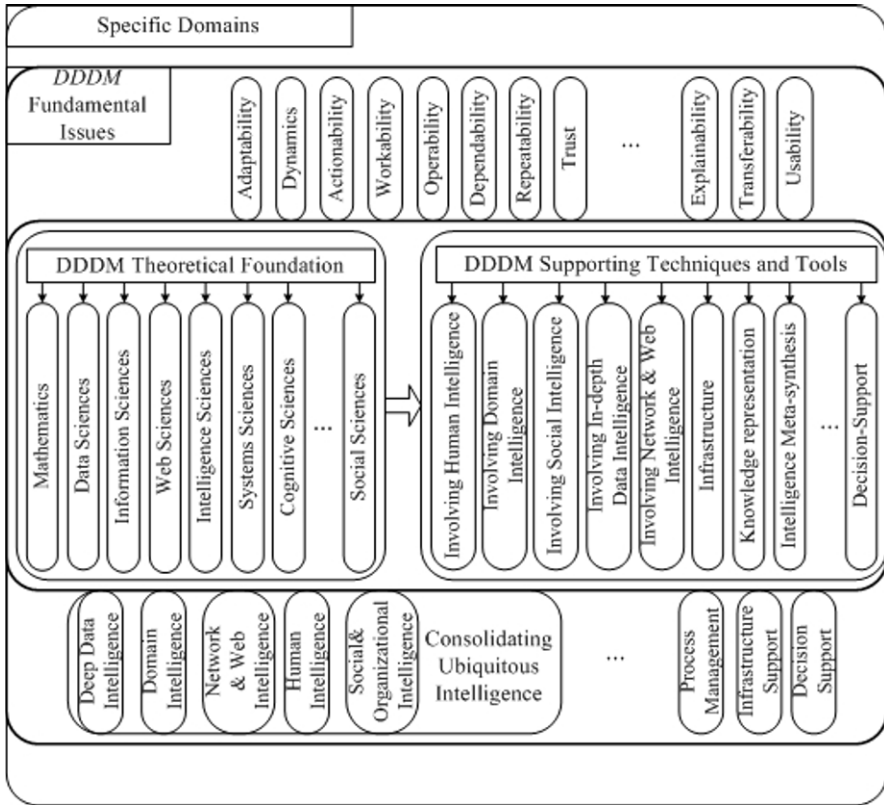 Specific Domains
DDDM
Fundamental
Issues
Adaptability
Dynamics
Actionability
Workability
Operability
Dependability
Repeatability
Trust
...
Explainability
Transferability
Usability
DDDM Theoretical Foundation
Mathematics
Data Sciences
Information Sciences
Web Sciences
Intelligence Sciences
Systems Sciences
Cognitive Sciences
...
Social Sciences
DDDM Supporting Techniques and Tools
Involving Human Intelligence
Involving Domain
Intelligence
Involving Social Intelligence
Involving In-depth
Data Intelligence
Involving Network & Web
Intelligence
Infrastructure
Knowledge representation
Intelligence Meta-synthesis
...
Decision-Support
Deep Data
Intelligence
Domain
Intelligence
Network
& Web
Intelligence
Human
Intelligence
Social&
Organizational
Intelligence
Consolidating
Ubiquitous
Intelligence
...
Process
Management
Infrastructure
Support
Decision
Support